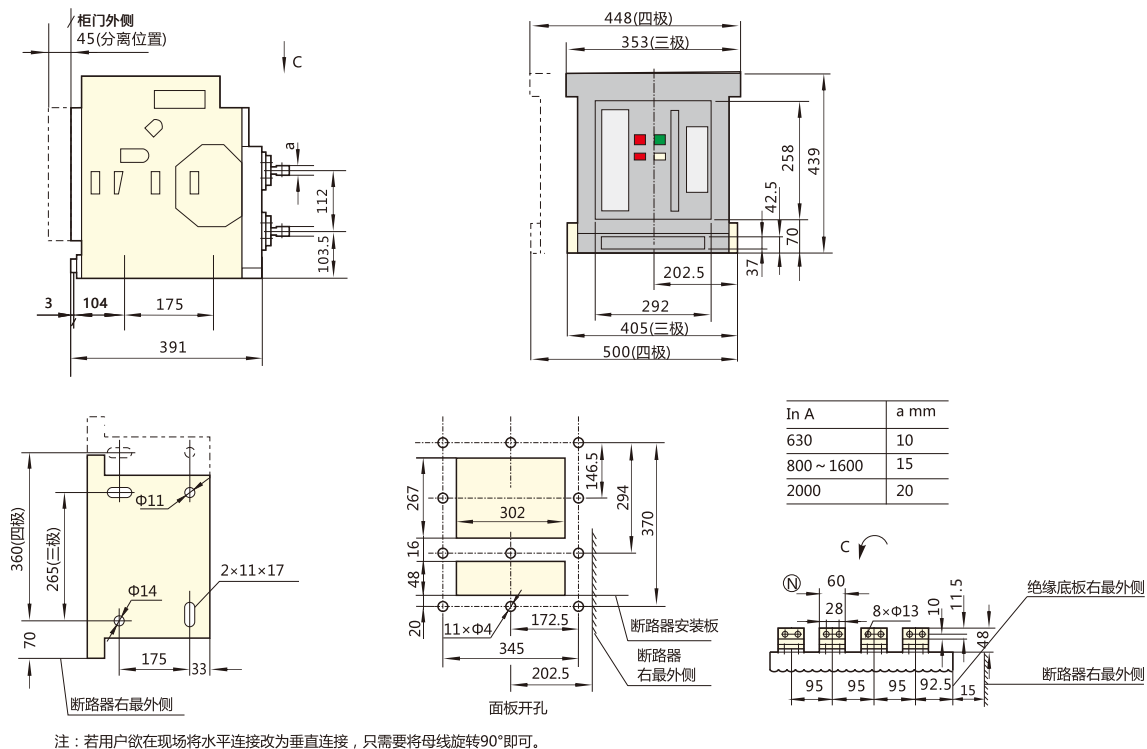 柜门外侧
45(分离位置)
C
a
112
103.5
3
104
175
391
448(四极)
353(三极)
258
439
42.5
70
37
202.5
292
405(三极)
500(四极)
360(四极)
265(三极)
70
Φ11
Φ14
2×11×17
175
33
断路器右最外侧
267
16
48
20
302
146.5
294
370
11×Φ4
172.5
345
202.5
断路器安装板
断路器
右最外侧
面板开孔
In A a mm
630 10
800～1600 15
2000 20
C
N
60
28
8×Φ13
10
11.5
48
绝缘底板右最外侧
断路器右最外侧
95
95
95
92.5
15
注：若用户欲在现场将水平连接改为垂直连接，只需要将母线旋转90°即可。